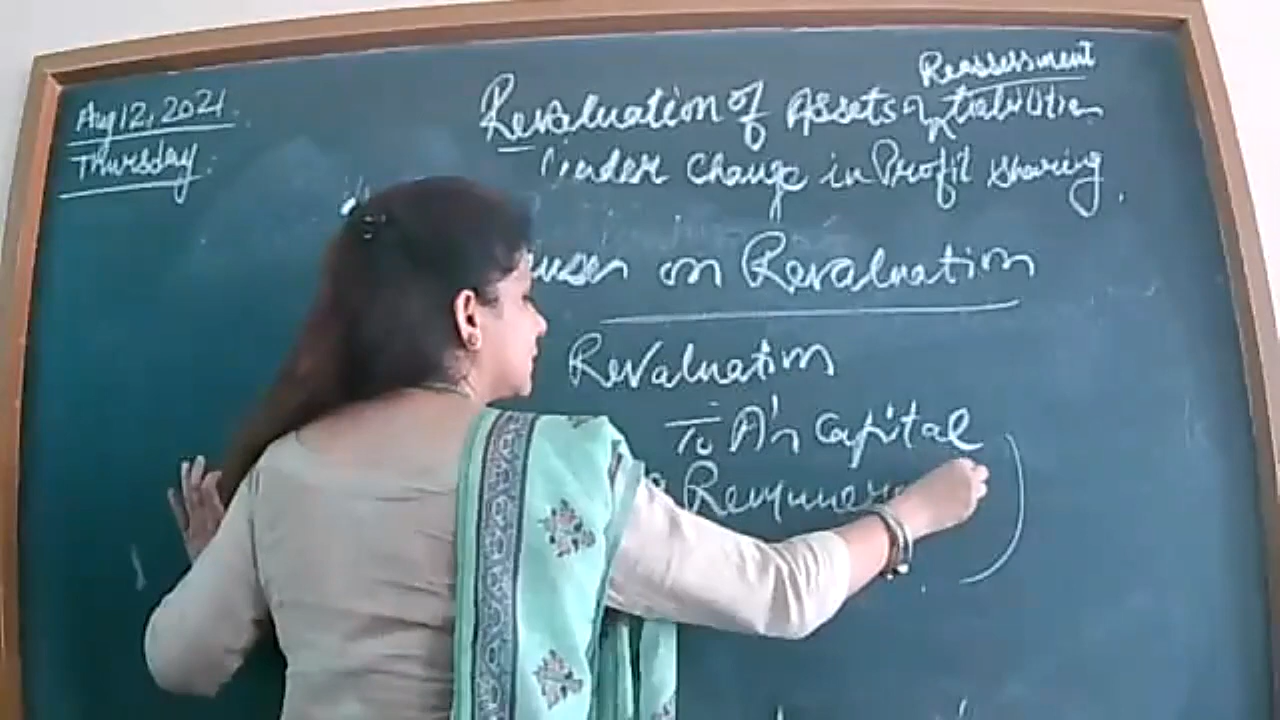 Aug 12, 2021
Thursday
Reassessment
Revaluation of Assets & Liabilities
Under Change in Profit Sharing
on Revaluation
Revaluation
To A's Capital